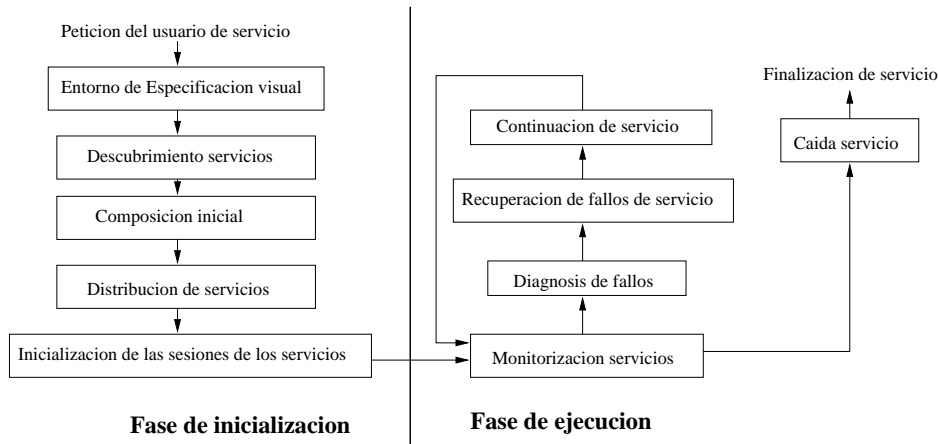 Peticion del usuario de servicio
Entorno de Especificacion visual
Descubrimiento servicios
Composicion inicial
Distribucion de servicios
Inicializacion de las sesiones de los servicios
Fase de inicializacion
Finalizacion de servicio
Continuacion de servicio
Caida servicio
Recuperacion de fallos de servicio
Diagnosis de fallos
Monitorizacion servicios
Fase de ejecucion